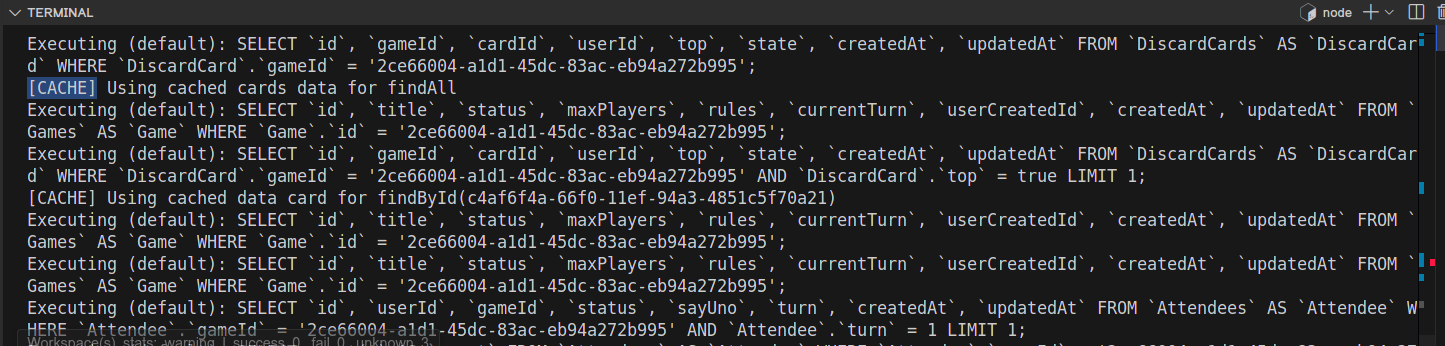 TERMINAL
node
Executing (default): SELECT `id`, `gameId`, `cardId`, `userId`, `top`, `state`, `createdAt`, `updatedAt` FROM `DiscardCards` AS `DiscardCar
d` WHERE `DiscardCard`.`gameId` = '2ce66004-a1d1-45dc-83ac-eb94a272b995';
[CACHE] Using cached cards data for findAll
Executing (default): SELECT `id`, `title`, `status`, `maxPlayers`, `rules`, `currentTurn`, `userCreatedId`, `createdAt`, `updatedAt` FROM `
Games` AS `Game` WHERE `Game`.`id` = '2ce66004-a1d1-45dc-83ac-eb94a272b995';
Executing (default): SELECT `id`, `gameId`, `cardId`, `userId`, `top`, `state`, `createdAt`, `updatedAt` FROM `DiscardCards` AS `DiscardCar
d` WHERE `DiscardCard`.`gameId` = '2ce66004-a1d1-45dc-83ac-eb94a272b995' AND `DiscardCard`.`top` = true LIMIT 1;
[CACHE] Using cached data card for findById(c4af6f4a-66f0-11ef-94a3-4851c5f70a21)
Executing (default): SELECT `id`, `title`, `status`, `maxPlayers`, `rules`, `currentTurn`, `userCreatedId`, `createdAt`, `updatedAt` FROM `
Games` AS `Game` WHERE `Game`.`id` = '2ce66004-a1d1-45dc-83ac-eb94a272b995';
Executing (default): SELECT `id`, `title`, `status`, `maxPlayers`, `rules`, `currentTurn`, `userCreatedId`, `createdAt`, `updatedAt` FROM `
Games` AS `Game` WHERE `Game`.`id` = '2ce66004-a1d1-45dc-83ac-eb94a272b995';
Executing (default): SELECT `id`, `userId`, `gameId`, `status`, `sayUno`, `turn`, `createdAt`, `updatedAt` FROM `Attendees` AS `Attendee` W
HERE `Attendee`.`gameId` = '2ce66004-a1d1-45dc-83ac-eb94a272b995' AND `Attendee`.`turn` = 1 LIMIT 1;
Workspace(s) stats: warning 1, success 0, fail 0, unknown 3